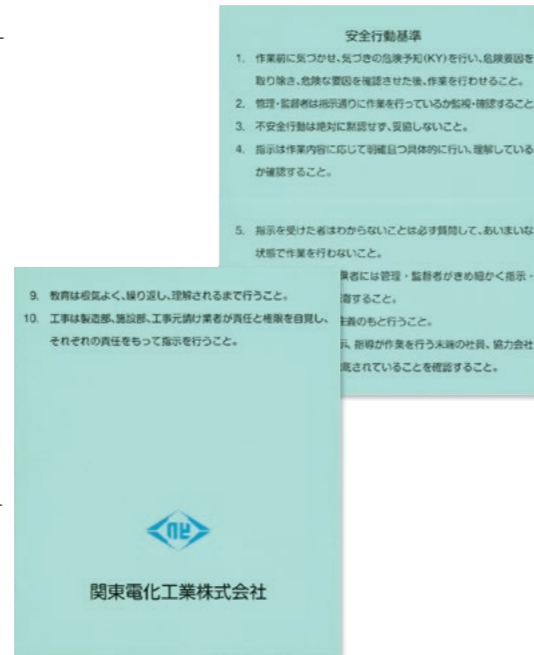 安全行動基準
1. 作業前に気づかせ、気づきの危険予知(KY)を行い、危険要因を
取り除き、危険な要因を確認させた後、作業を行わせること。
2. 管理・監督者は指示通りに作業を行っているか監視・確認すること
3. 不安全行動は絶対に黙認せず、妥協しないこと。
4. 指示は作業内容に応じて明確且つ具体的に行い、理解している
か確認すること。
5. 指示を受けた者はわからないことは必ず質問して、あいまいな
状態で作業を行わないこと。
業者には管理・監督者がきめ細かく指示・
すること。
主義のもと行うこと。
示、指導が作業を行う末端の社員、協力会社
底されていることを確認すること。
9. 教育は根気よく、繰り返し、理解されるまで行うこと。
10. 工事は製造部、施設部、工事元請け業者が責任と権限を自覚し、
それぞれの責任をもって指示を行うこと。
関東電化工業株式会社